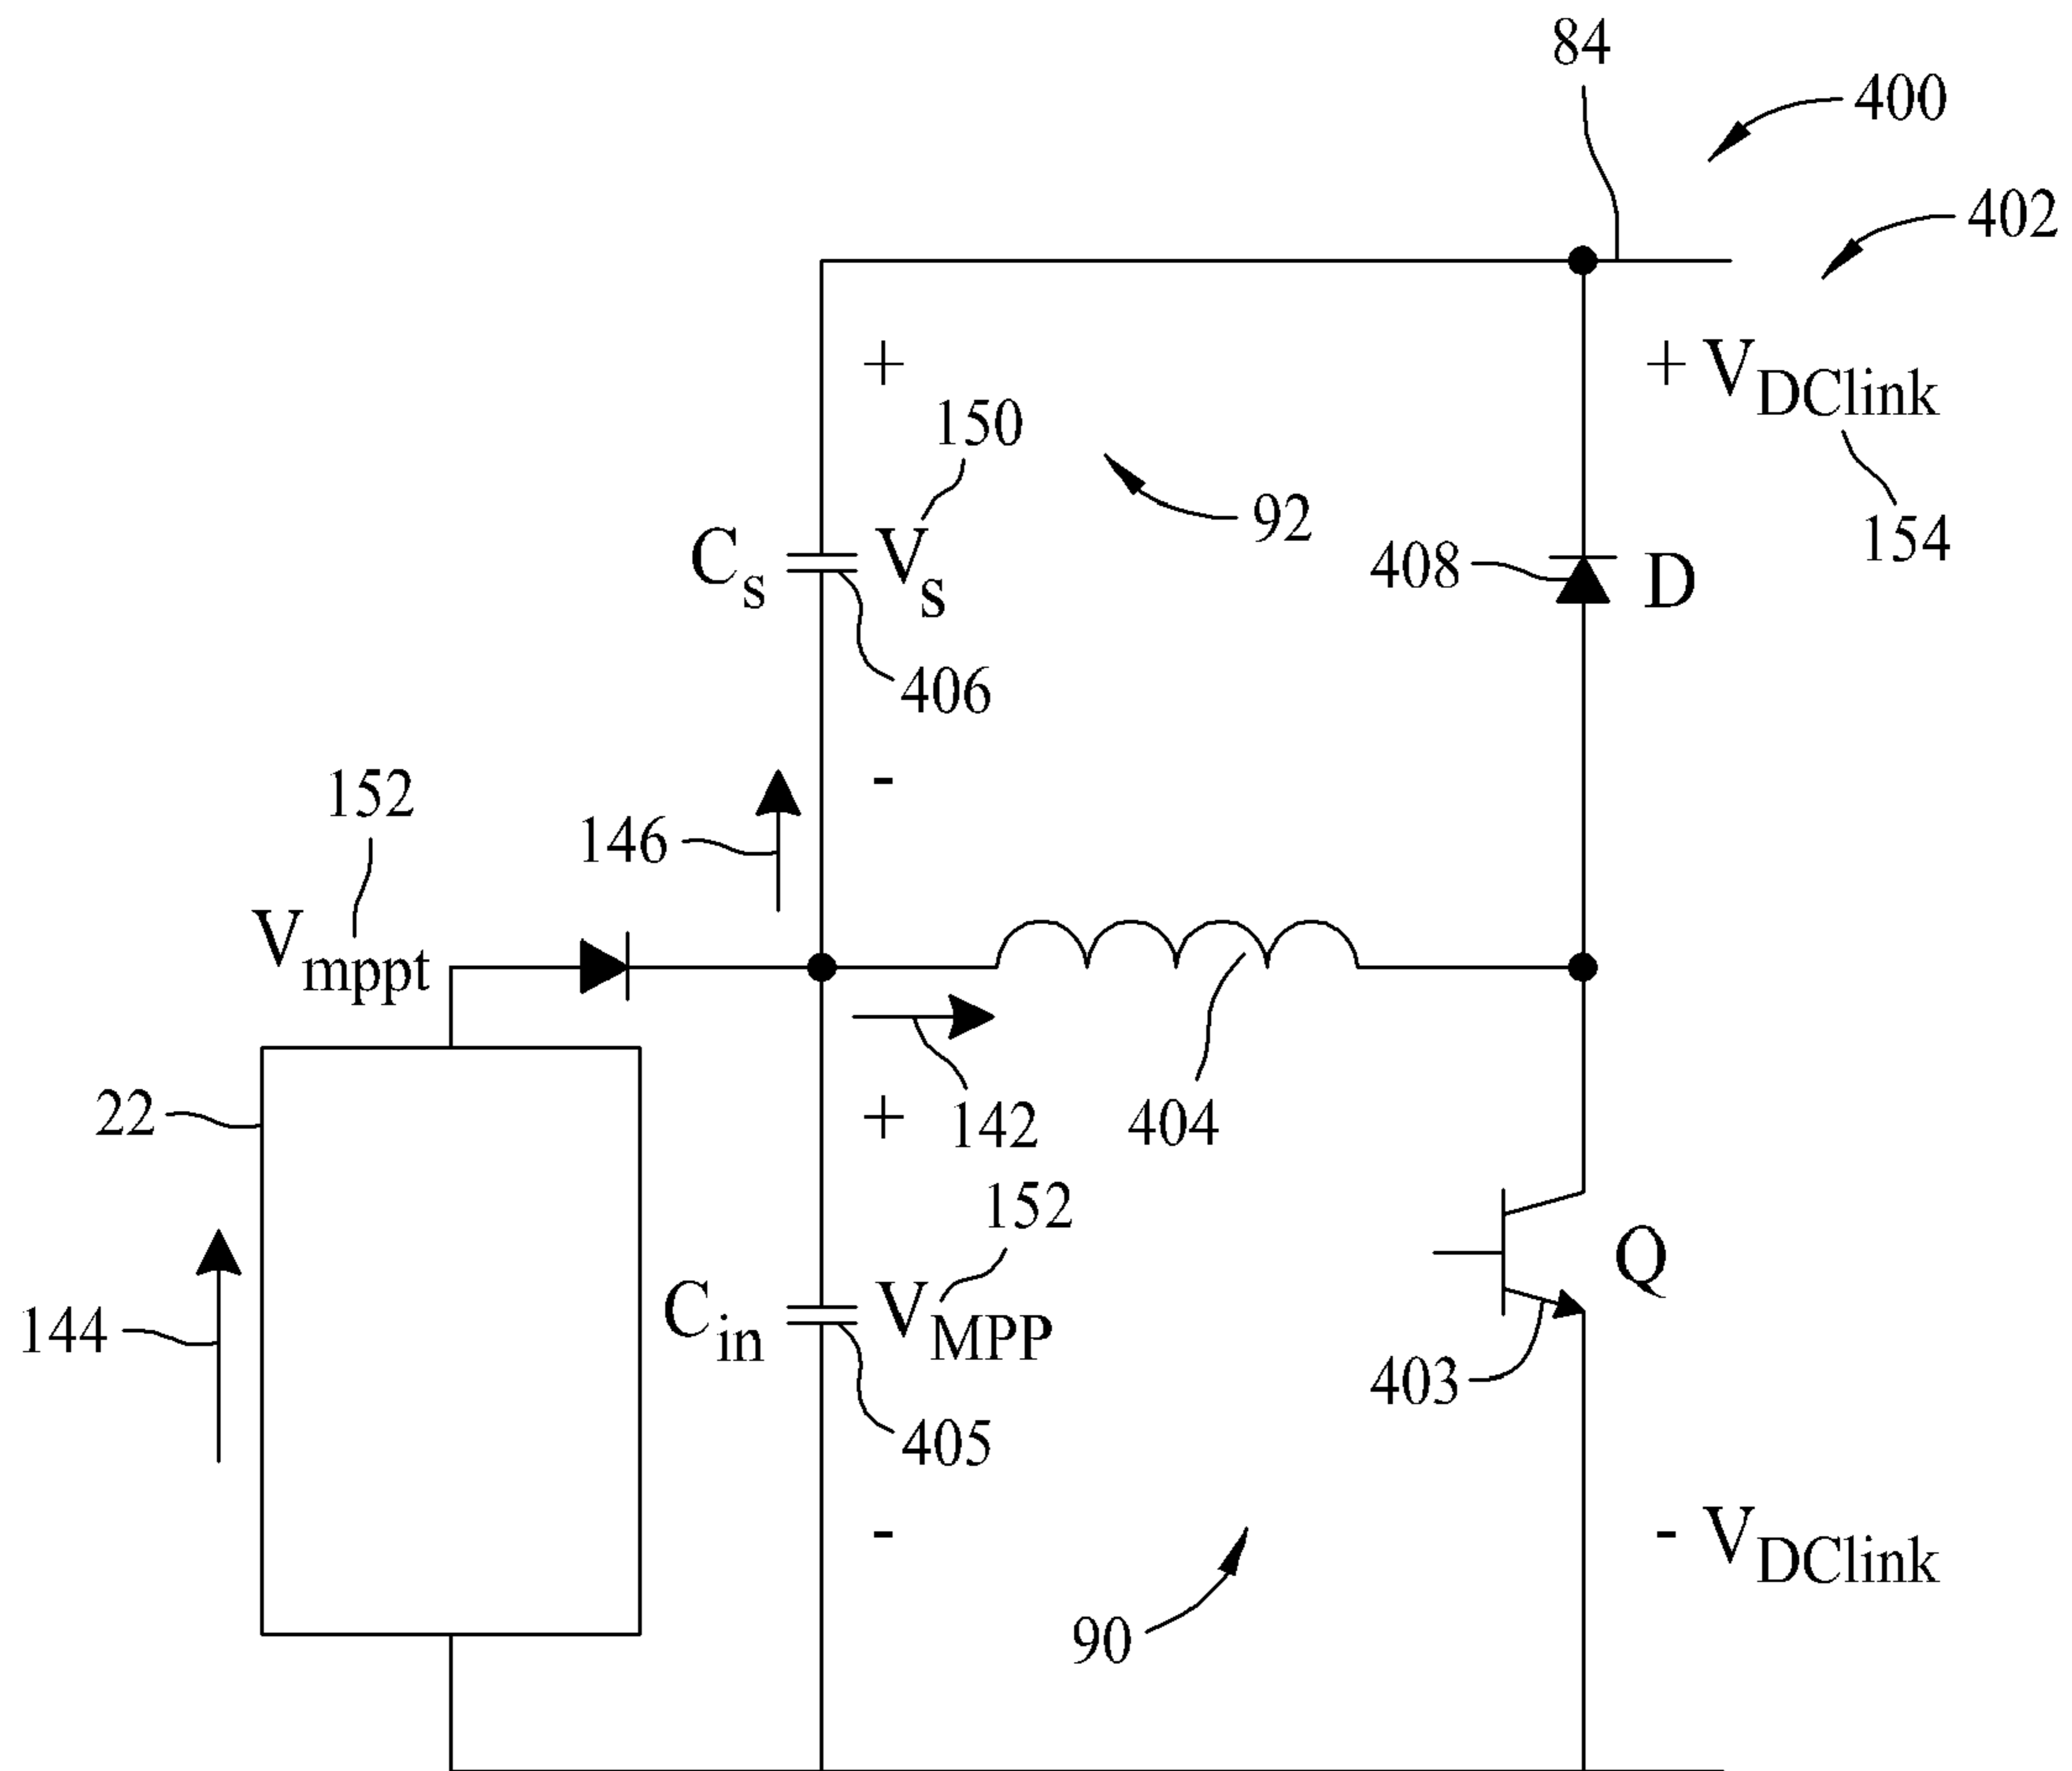 84
400
402
+
+ V_DClink
150
92
154
C_s
V_s
408
D
406
-
152
146
V_mppt
22
+
142
404
152
144
C_in
V_MPP
Q
403
405
-
- V_DClink
90